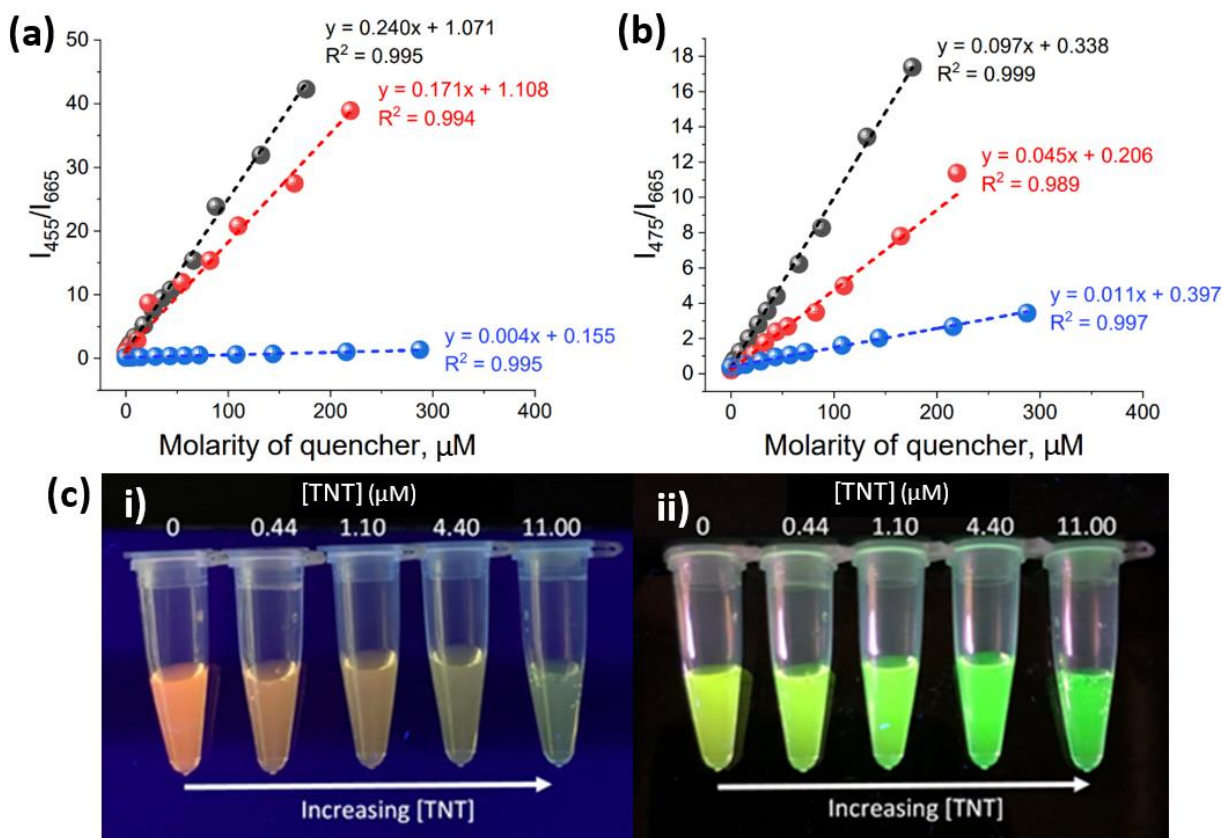 (a)
50
40
30
20
10
0
I₄₅₅/I₆₆₅
y = 0.240x + 1.071
R² = 0.995
y = 0.171x + 1.108
R² = 0.994
y = 0.004x + 0.155
R² = 0.995
0 100 200 300 400
Molarity of quencher, μM
(b)
18
16
14
12
10
8
6
4
2
0
I₄₇₅/I₆₆₅
y = 0.097x + 0.338
R² = 0.999
y = 0.045x + 0.206
R² = 0.989
y = 0.011x + 0.397
R² = 0.997
0 100 200 300 400
Molarity of quencher, μM
(c)
i)
[TNT] (μM)
0 0.44 1.10 4.40 11.00
Increasing [TNT]
ii)
[TNT] (μM)
0 0.44 1.10 4.40 11.00
Increasing [TNT]